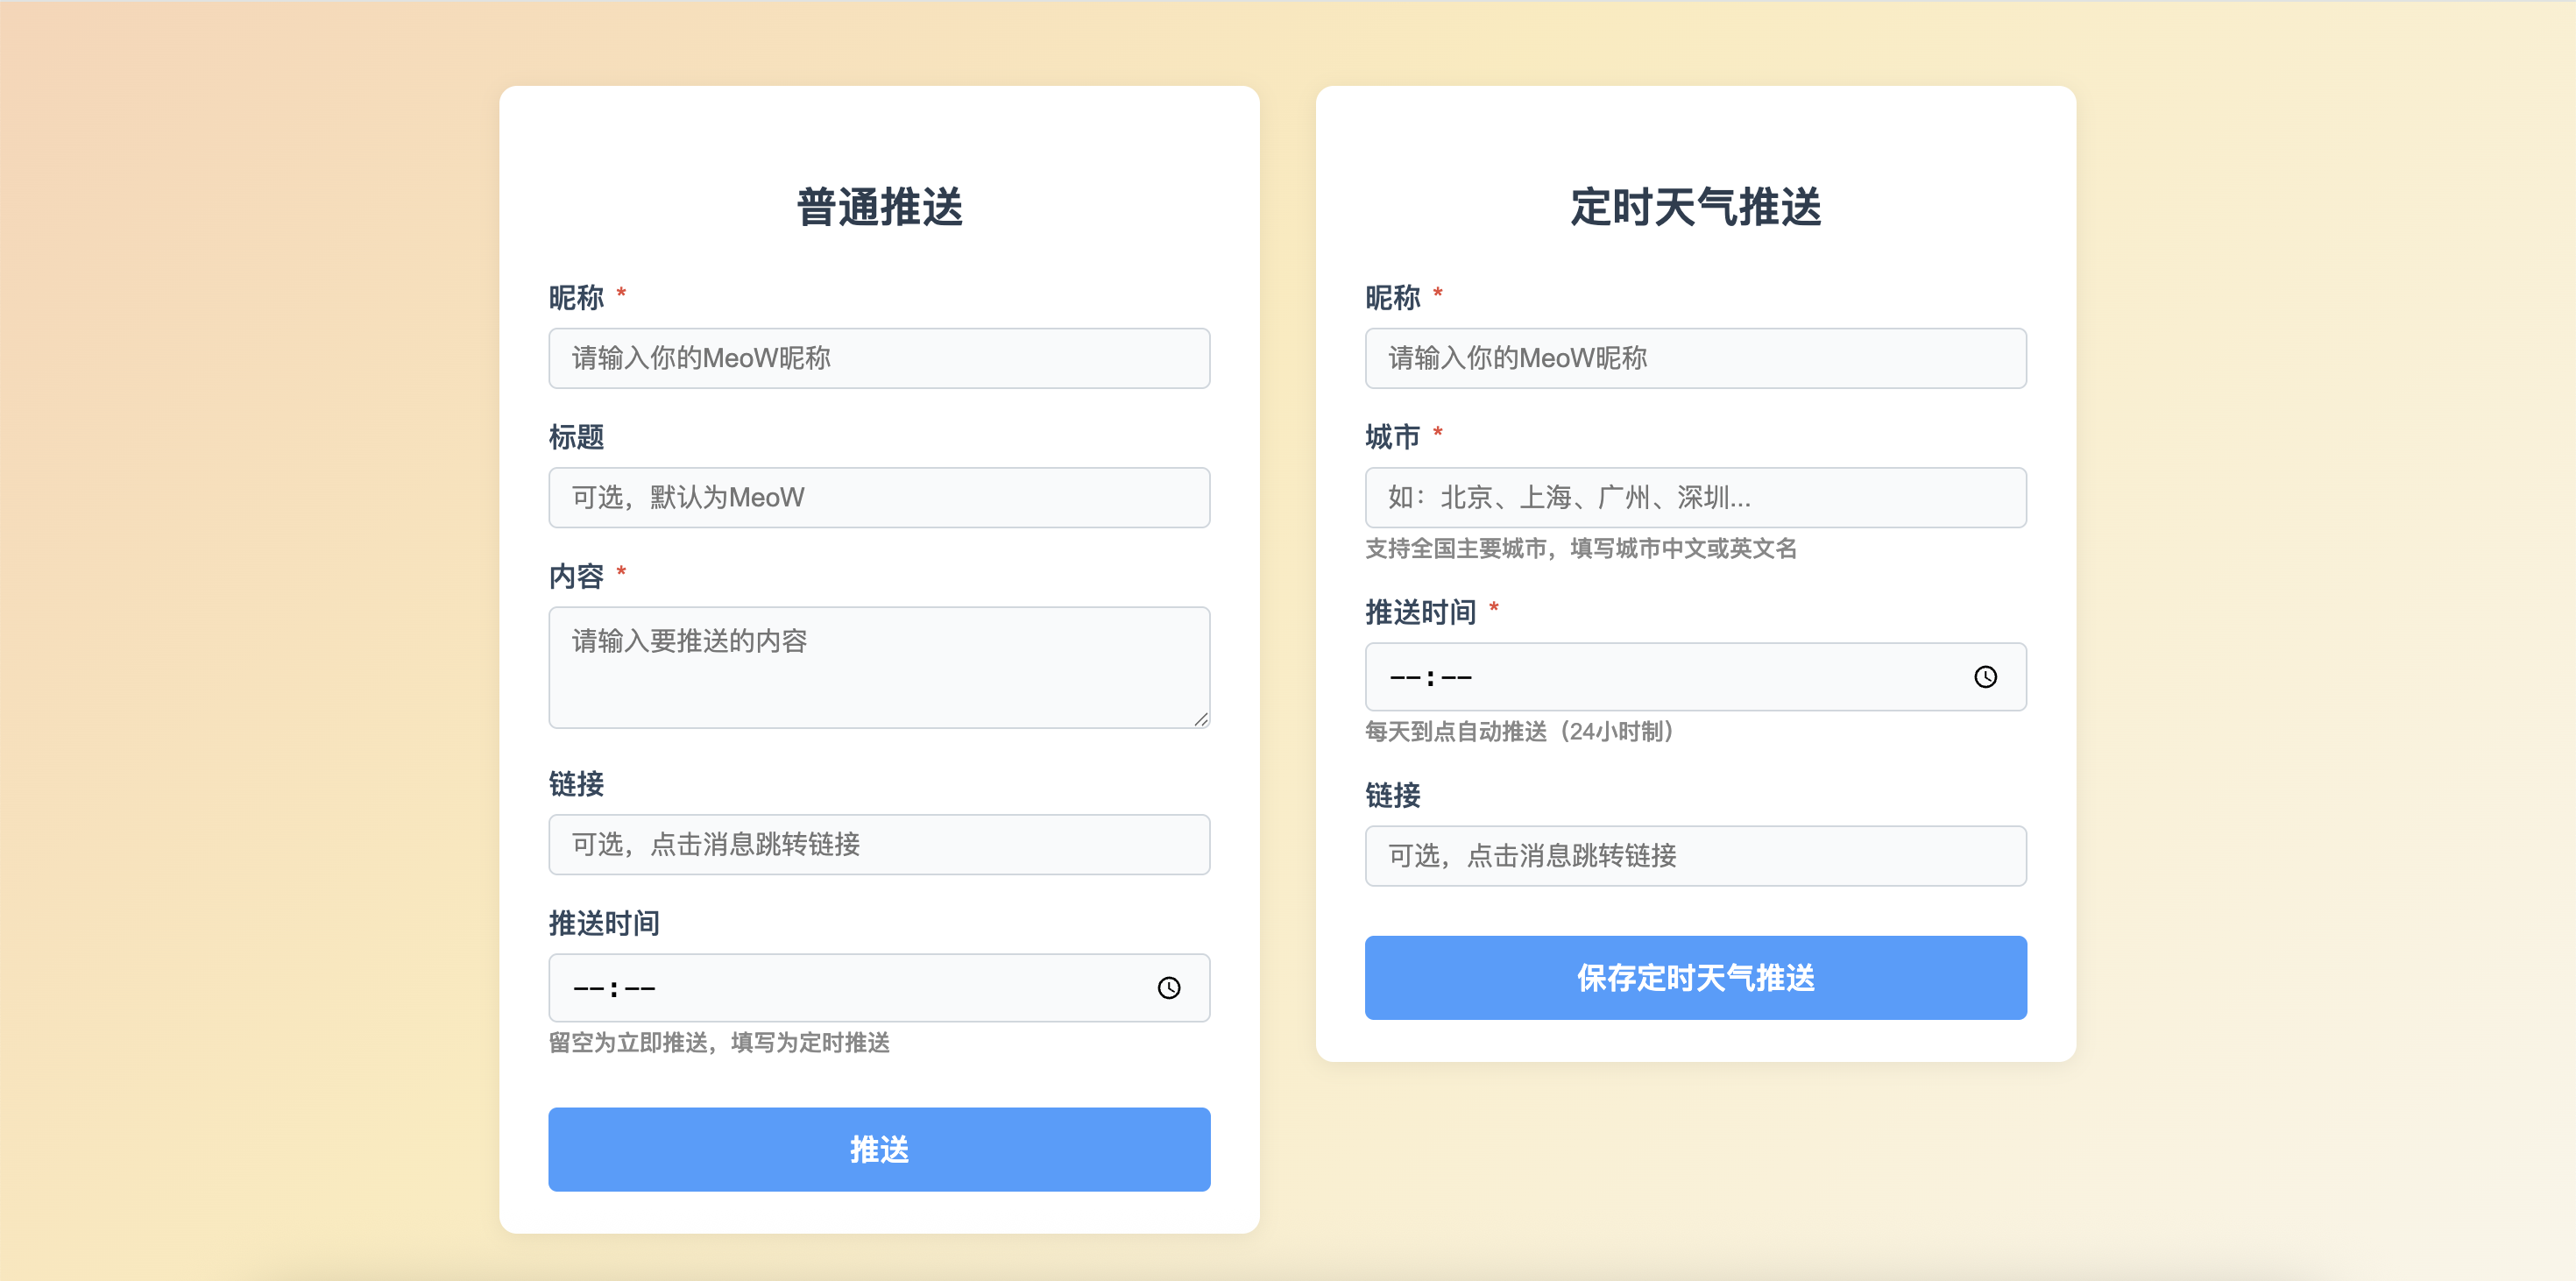 普通推送
昵称 *
请输入你的MeoW昵称
标题
可选，默认为MeoW
内容 *
请输入要推送的内容
链接
可选，点击消息跳转链接
推送时间
--:--
留空为立即推送，填写为定时推送
推送
定时天气推送
昵称 *
请输入你的MeoW昵称
城市 *
如：北京、上海、广州、深圳...
支持全国主要城市，填写城市中文或英文名
推送时间 *
--:--
每天到点自动推送（24小时制）
链接
可选，点击消息跳转链接
保存定时天气推送